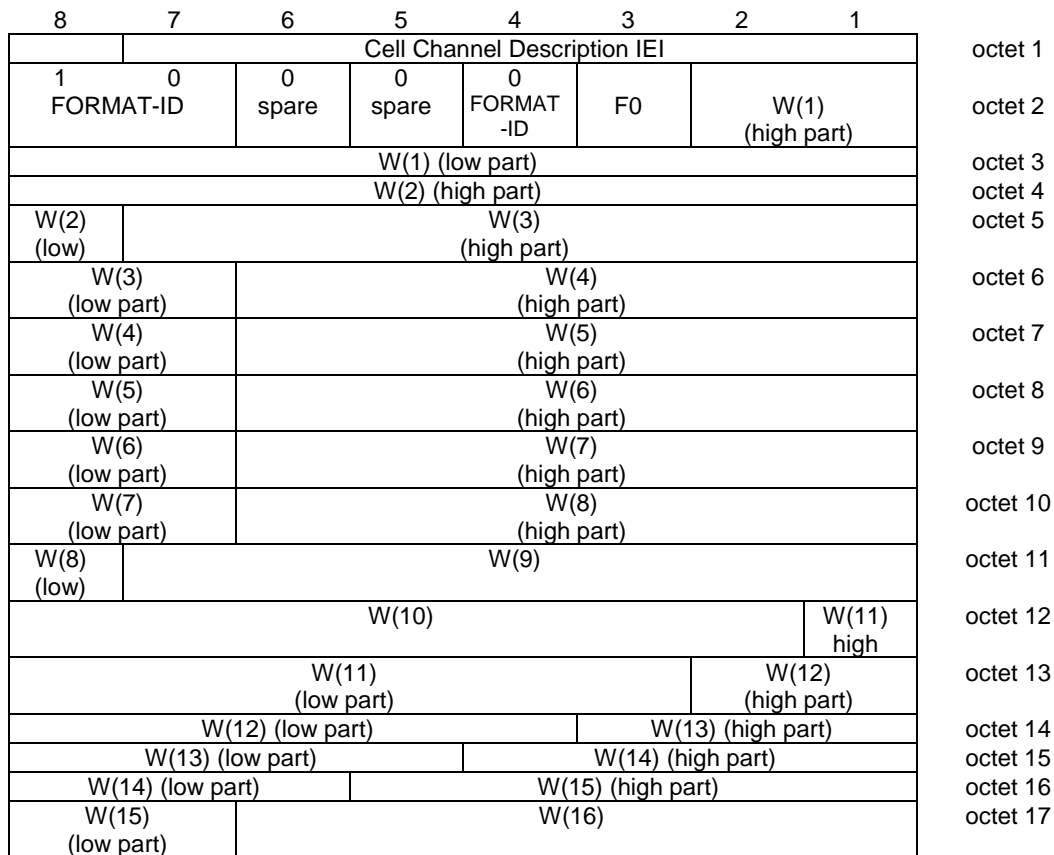 8 7 6 5 4 3 2 1
Cell Channel Description IEI octet 1
1 0 0 0 0
FORMAT-ID spare spare FORMAT F0 W(1) octet 2
-ID (high part)
W(1) (low part) octet 3
W(2) (high part) octet 4
W(2) W(3) octet 5
(low) (high part)
W(3) W(4) octet 6
(low part) (high part)
W(4) W(5) octet 7
(low part) (high part)
W(5) W(6) octet 8
(low part) (high part)
W(6) W(7) octet 9
(low part) (high part)
W(7) W(8) octet 10
(low part) (high part)
W(8) W(9) octet 11
(low)
W(10) W(11) octet 12
high
W(11) W(12) octet 13
(low part) (high part)
W(12) (low part) W(13) (high part) octet 14
W(13) (low part) W(14) (high part) octet 15
W(14) (low part) W(15) (high part) octet 16
W(15) W(16) octet 17
(low part)